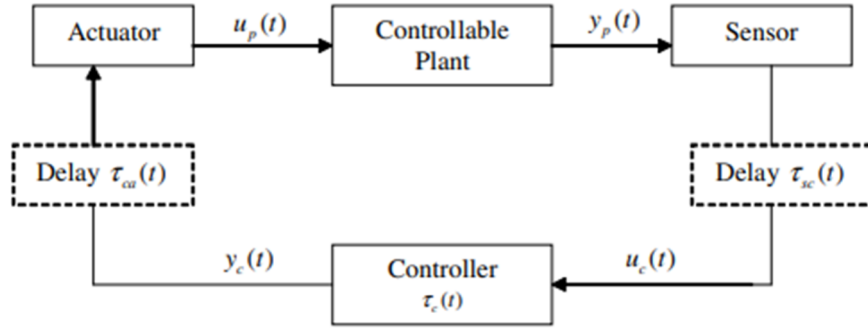 Actuator
u_p(t)
Controllable
Plant
y_p(t)
Sensor
Delay τ_ca(t)
Delay τ_sc(t)
y_c(t)
Controller
τ_c(t)
u_c(t)